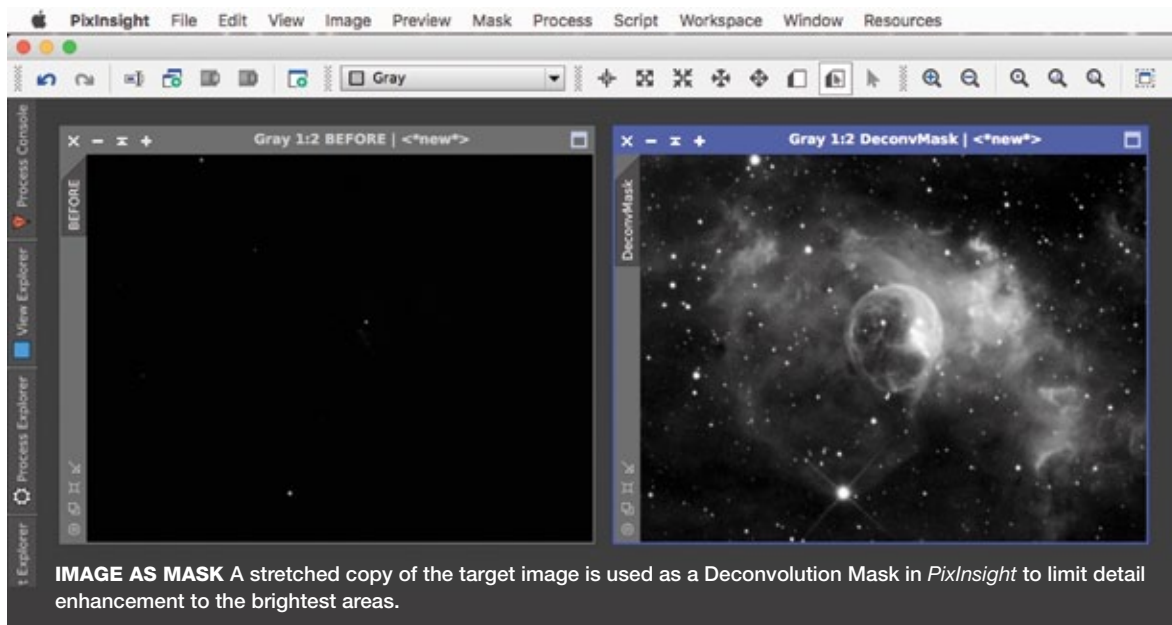 PixInsight File Edit View Image Preview Mask Process Script Workspace Window Resources
Gray
Process Console
View Explorer
Process Explorer
t Explorer
Gray 1:2 BEFORE | <*new*>
BEFORE
Gray 1:2 DeconvMask | <*new*>
DeconvMask
IMAGE AS MASK A stretched copy of the target image is used as a Deconvolution Mask in PixInsight to limit detail
enhancement to the brightest areas.